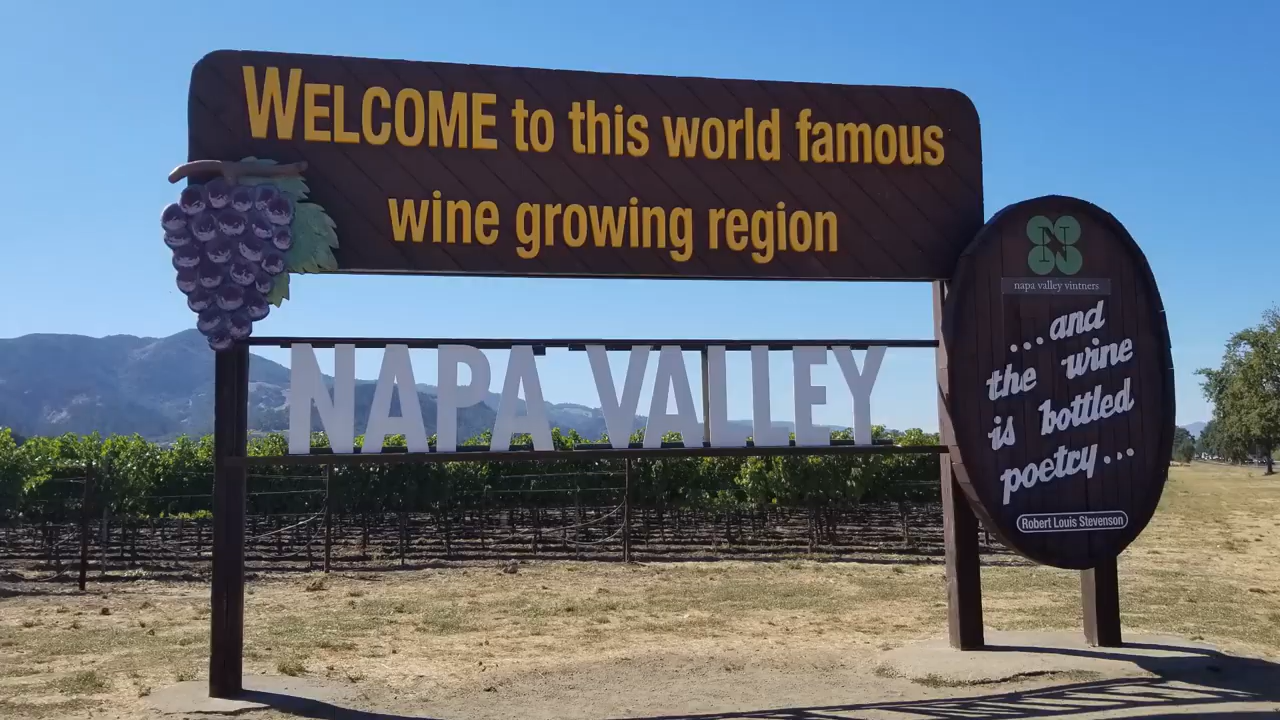 WELCOME to this world famous
wine growing region
NAPA VALLEY
N
napa valley vintners
...and
the wine
is bottled
poetry...
Robert Louis Stevenson